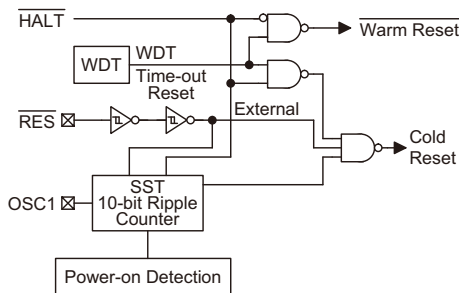 HALT
WDT
WDT
Time-out
Reset
Warm Reset
RES
External
Cold
Reset
OSC1
SST
10-bit Ripple
Counter
Power-on Detection